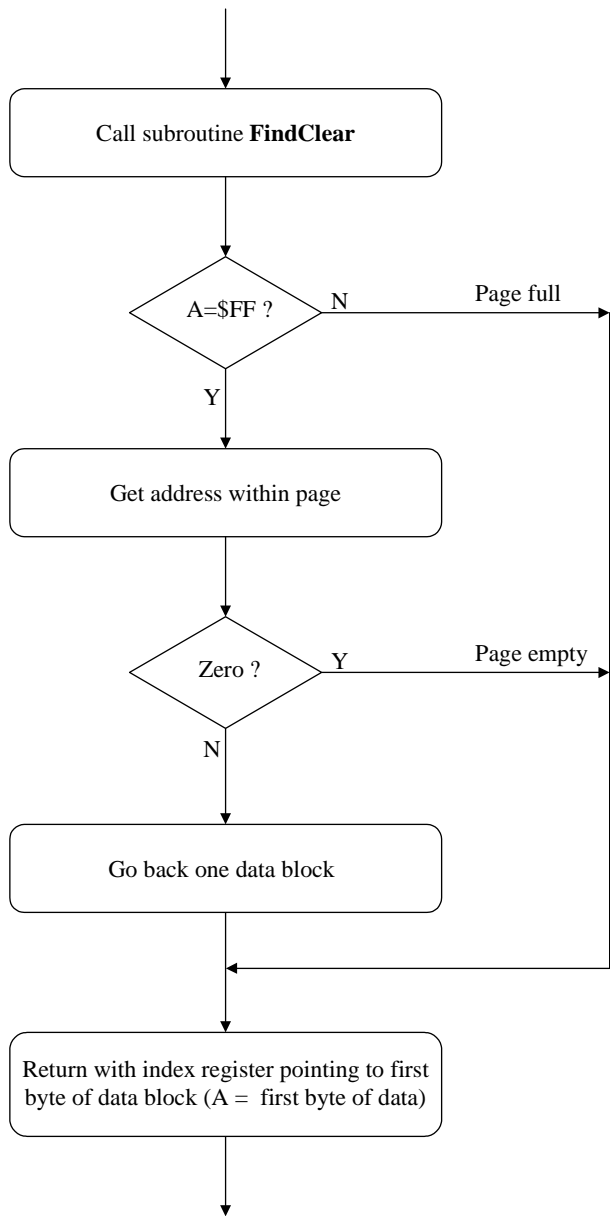 Call subroutine FindClear
A=$FF ?
N
Page full
Y
Get address within page
Zero ?
Y
Page empty
N
Go back one data block
Return with index register pointing to first
byte of data block (A =  first byte of data)